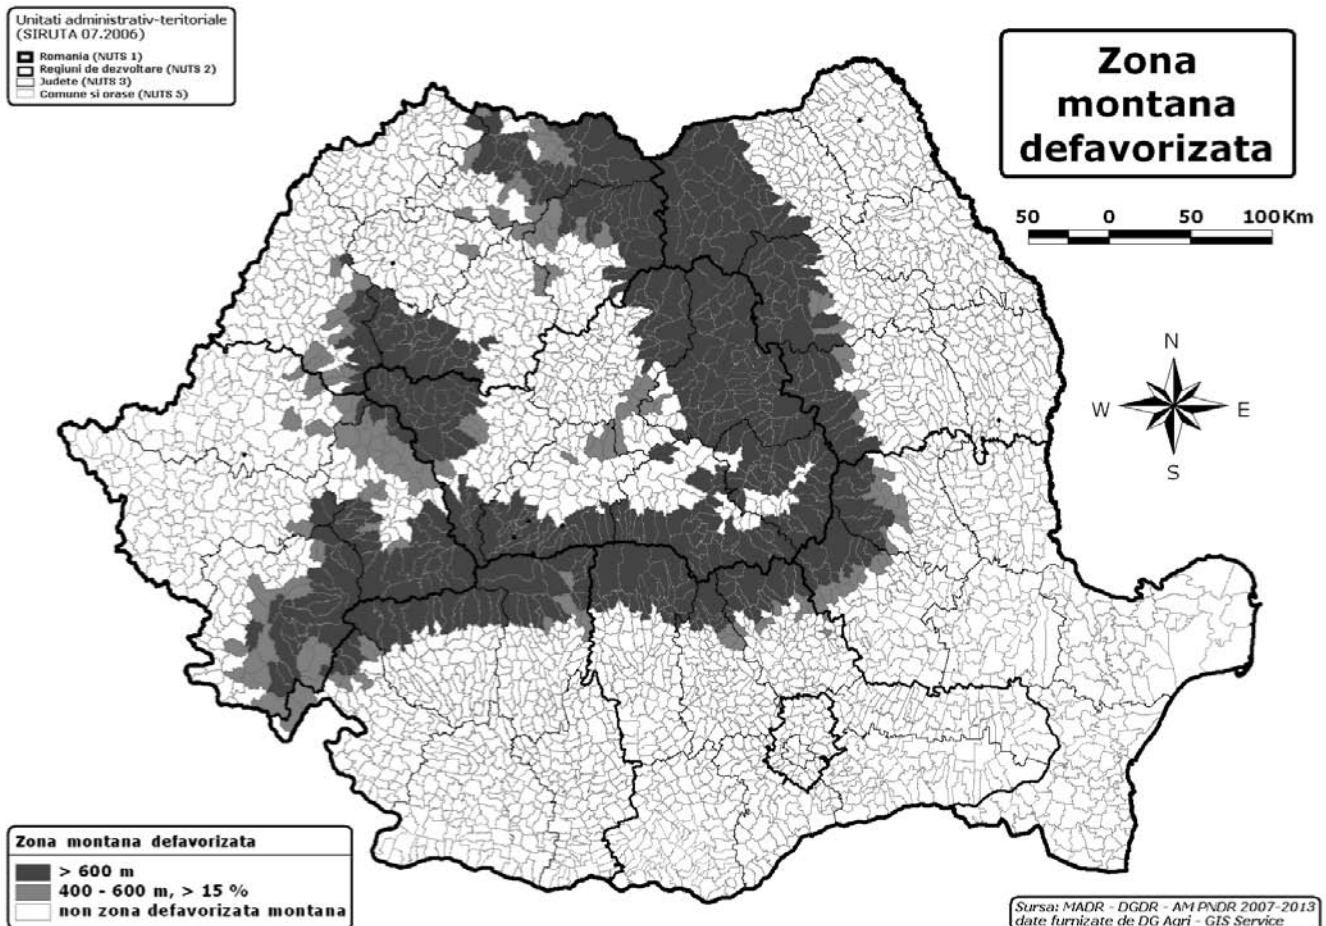 Unitati administrativ-teritoriale
(SIRUTA 07.2006)
Romania (NUTS 1)
Regiuni de dezvoltare (NUTS 2)
Judete (NUTS 3)
Comune si orase (NUTS 5)
Zona
montana
defavorizata
50 0 50 100 Km
N
W E
S
Zona montana defavorizata
> 600 m
400 - 600 m, > 15 %
non zona defavorizata montana
Sursa: MADR - DGDR - AM PNDR 2007-2013
date furnizate de DG Agri - GIS Service